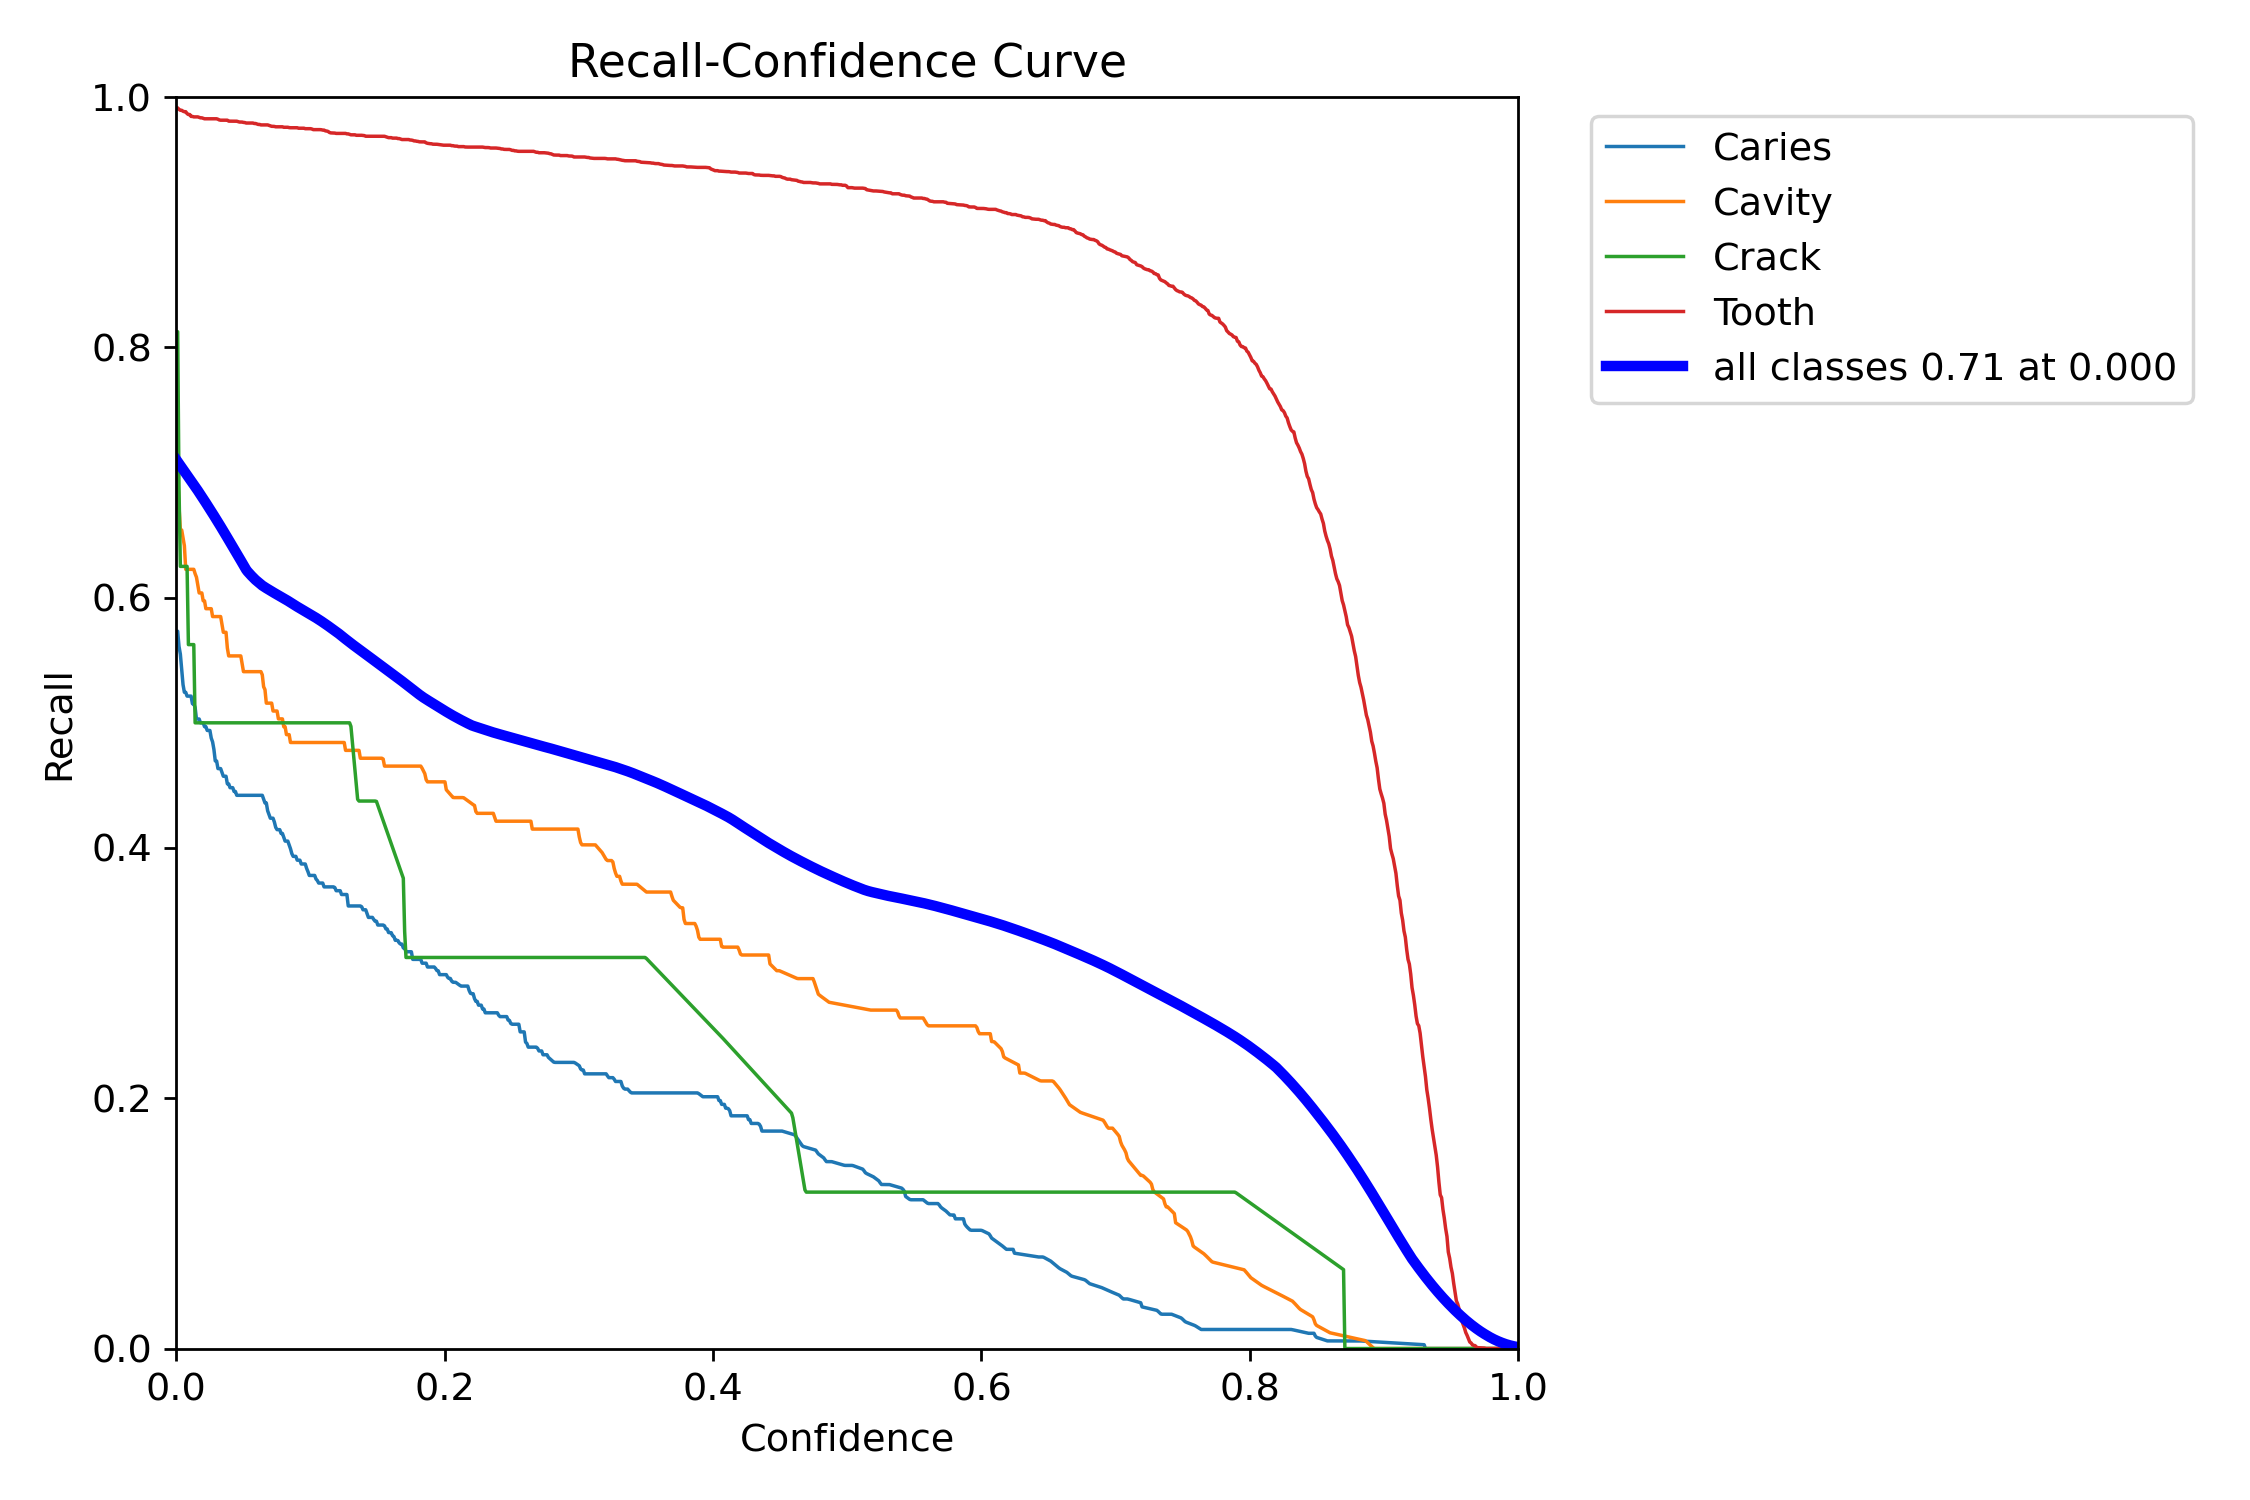 Recall-Confidence Curve
1.0
0.8
0.6
0.4
0.2
0.0
Recall
0.0 0.2 0.4 0.6 0.8 1.0
Confidence
Caries
Cavity
Crack
Tooth
all classes 0.71 at 0.000